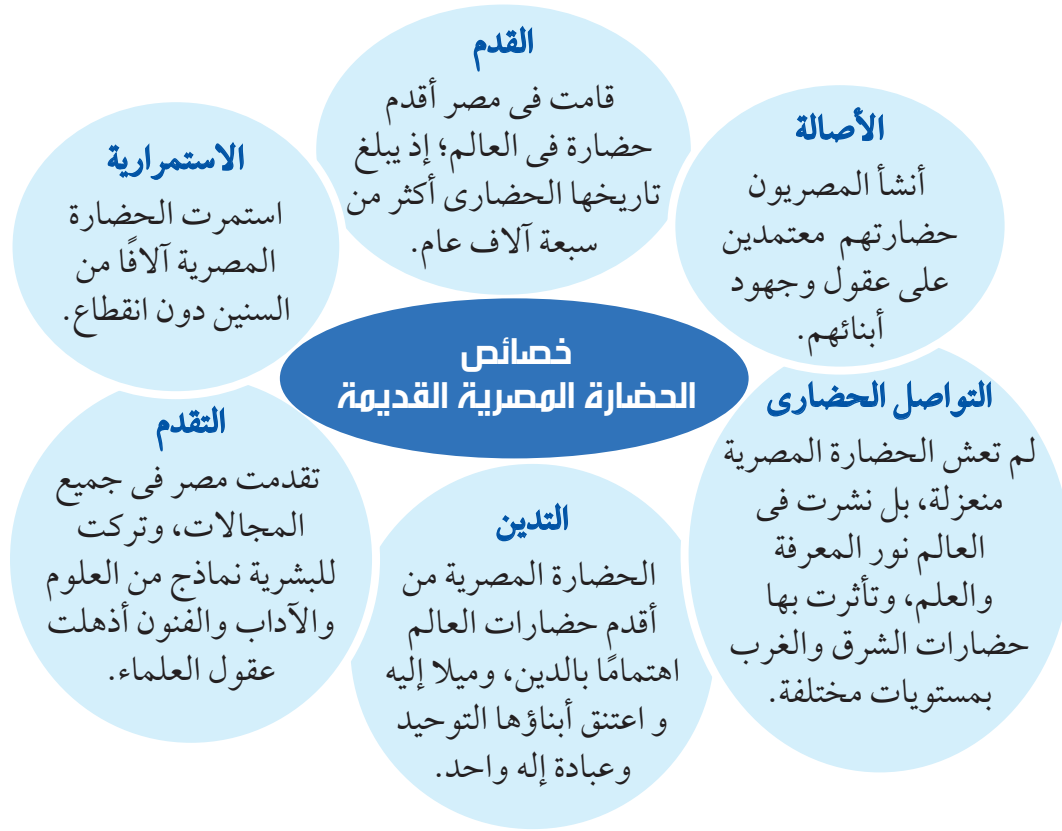 القدم
قامت فى مصر أقدم
حضارة فى العالم؛ إذ يبلغ
تاريخها الحضارى أكثر من
سبعة آلاف عام.
الأصالة
أنشأ المصريون
حضارتهم معتمدين
على عقول وجهود
أبنائهم.
الاستمرارية
استمرت الحضارة
المصرية آلافًا من
السنين دون انقطاع.
خصائص
الحضارة المصرية القديمة
التواصل الحضارى
لم تعش الحضارة المصرية
منعزلة، بل نشرت فى
العالم نور المعرفة
والعلم، وتأثرت بها
حضارات الشرق والغرب
بمستويات مختلفة.
التدين
الحضارة المصرية من
أقدم حضارات العالم
اهتمامًا بالدين، وميلا إليه
و اعتنق أبناؤها التوحيد
وعبادة إله واحد.
التقدم
تقدمت مصر فى جميع
المجالات، وتركت
للبشرية نماذج من العلوم
والآداب والفنون أذهلت
عقول العلماء.